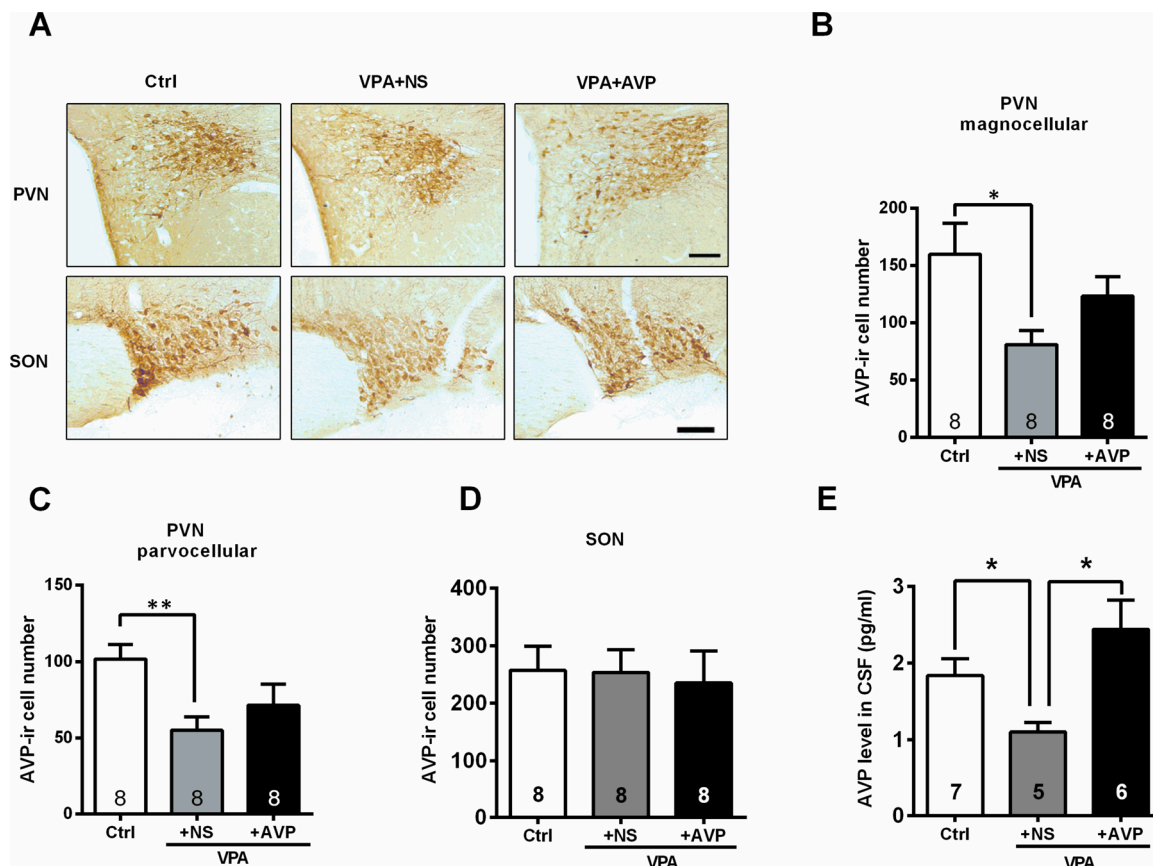 A
Ctrl
VPA+NS
VPA+AVP
PVN
SON
B
PVN
magnocellular
AVP-ir cell number
200
150
100
50
0
*
8
8
8
Ctrl
+NS
+AVP
VPA
C
PVN
parvocellular
AVP-ir cell number
150
100
50
0
**
8
8
8
Ctrl
+NS
+AVP
VPA
D
SON
AVP-ir cell number
400
300
200
100
0
8
8
8
Ctrl
+NS
+AVP
VPA
E
AVP level in CSF (pg/ml)
3
2
1
0
*
*
7
5
6
Ctrl
+NS
+AVP
VPA